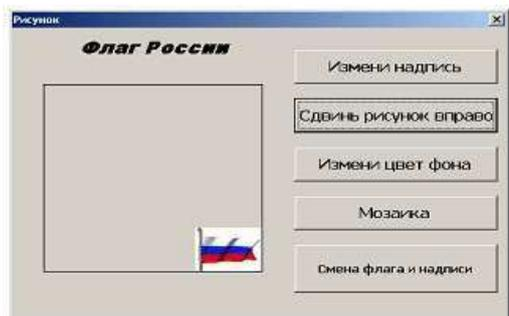 Рисунок
Флаг России
Измени надпись
Сдвинь рисунок вправо
Измени цвет фона
Мозаика
Смена флага и надписи